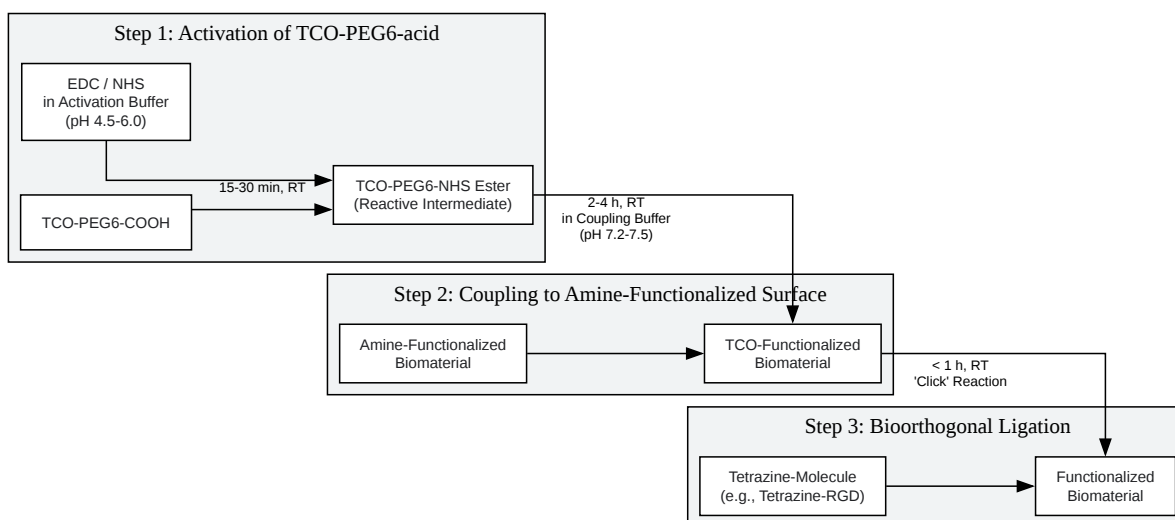 Step 1: Activation of TCO-PEG6-acid
EDC / NHS
in Activation Buffer
(pH 4.5-6.0)
15-30 min, RT
TCO-PEG6-COOH
TCO-PEG6-NHS Ester
(Reactive Intermediate)
2-4 h, RT
in Coupling Buffer
(pH 7.2-7.5)
Step 2: Coupling to Amine-Functionalized Surface
Amine-Functionalized
Biomaterial
TCO-Functionalized
Biomaterial
< 1 h, RT
'Click' Reaction
Step 3: Bioorthogonal Ligation
Tetrazine-Molecule
(e.g., Tetrazine-RGD)
Functionalized
Biomaterial